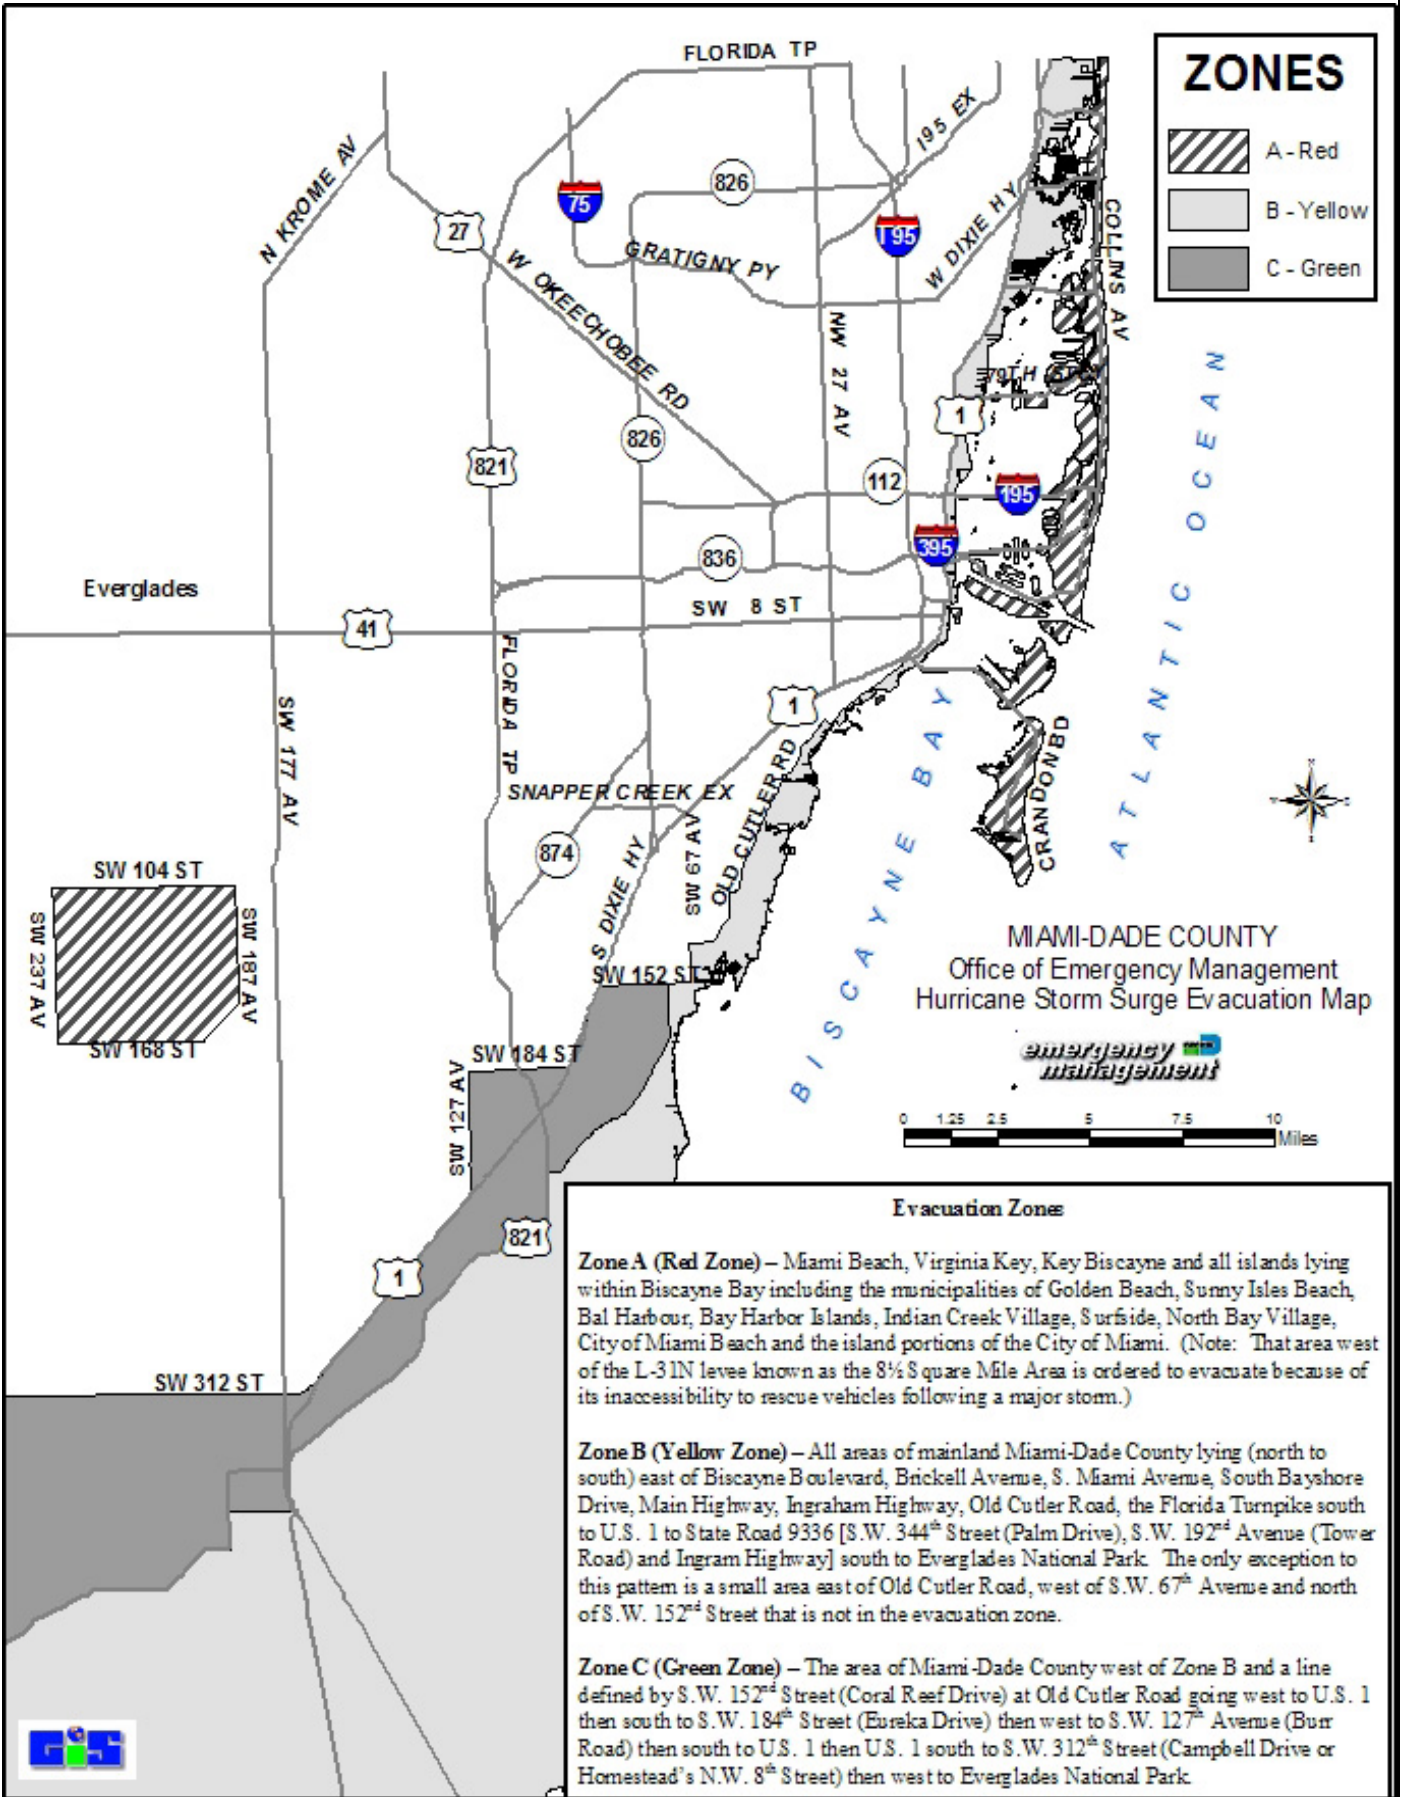 FLORIDA TP
ZONES
A - Red
B - Yellow
C - Green
N KROME AV
I95 EX
826
75
27
I 95
W DIXIE HY
COLLINS AV
GRATIGNY PY
W OKEECHOBEE RD
NW 27 AV
79TH ST
1
826
821
112
195
395
836
Everglades
SW 8 ST
41
FLORIDA TP
SW 177 AV
1
BISCAYNE BAY
ATLANTIC OCEAN
CRANDON BD
SNAPPER CREEK EX
OLD CUTLER RD
874
S DIXIE HY
SW 67 AV
SW 104 ST
SW 237 AV
SW 187 AV
SW 168 ST
SW 152 ST
MIAMI-DADE COUNTY
Office of Emergency Management
Hurricane Storm Surge Evacuation Map
emergency
management
SW 184 ST
SW 127 AV
0 1.25 2.5 5 7.5 10
Miles
821
1
SW 312 ST
Evacuation Zones
Zone A (Red Zone) – Miami Beach, Virginia Key, Key Biscayne and all islands lying
within Biscayne Bay including the municipalities of Golden Beach, Sunny Isles Beach,
Bal Harbour, Bay Harbor Islands, Indian Creek Village, Surfside, North Bay Village,
City of Miami Beach and the island portions of the City of Miami. (Note: That area west
of the L-31N levee known as the 8½ Square Mile Area is ordered to evacuate because of
its inaccessibility to rescue vehicles following a major storm.)
Zone B (Yellow Zone) – All areas of mainland Miami-Dade County lying (north to
south) east of Biscayne Boulevard, Brickell Avenue, S. Miami Avenue, South Bayshore
Drive, Main Highway, Ingraham Highway, Old Cutler Road, the Florida Turnpike south
to U.S. 1 to State Road 9336 [S.W. 344th Street (Palm Drive), S.W. 192nd Avenue (Tower
Road) and Ingram Highway] south to Everglades National Park. The only exception to
this pattern is a small area east of Old Cutler Road, west of S.W. 67th Avenue and north
of S.W. 152nd Street that is not in the evacuation zone.
Zone C (Green Zone) – The area of Miami-Dade County west of Zone B and a line
defined by S.W. 152nd Street (Coral Reef Drive) at Old Cutler Road going west to U.S. 1
then south to S.W. 184th Street (Eureka Drive) then west to S.W. 127th Avenue (Burr
Road) then south to U.S. 1 then U.S. 1 south to S.W. 312th Street (Campbell Drive or
Homestead's N.W. 8th Street) then west to Everglades National Park.
GIS